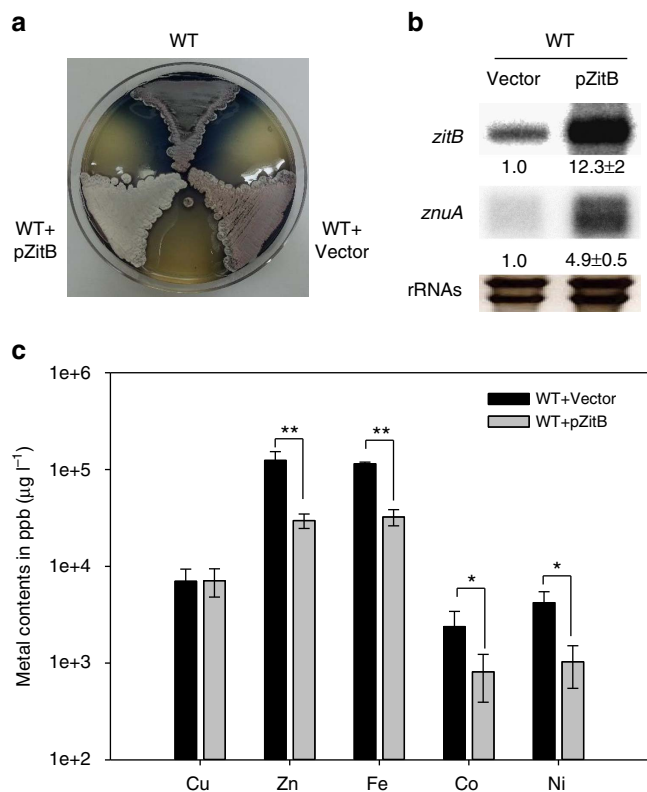 a
WT
WT+
pZitB
WT+
Vector
b
WT
Vector pZitB
zitB
1.0 12.3±2
znuA
1.0 4.9±0.5
rRNAs
c
1e+6
1e+5
1e+4
1e+3
1e+2
Metal contents in ppb (μg l⁻¹)
WT+Vector
WT+pZitB
** ** * *
Cu Zn Fe Co Ni